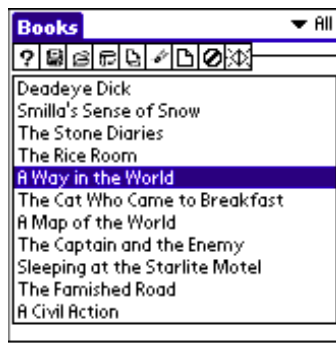 Books
All
Deadeye Dick
Smilla's Sense of Snow
The Stone Diaries
The Rice Room
A Way in the World
The Cat Who Came to Breakfast
A Map of the World
The Captain and the Enemy
Sleeping at the Starlite Motel
The Famished Road
A Civil Action